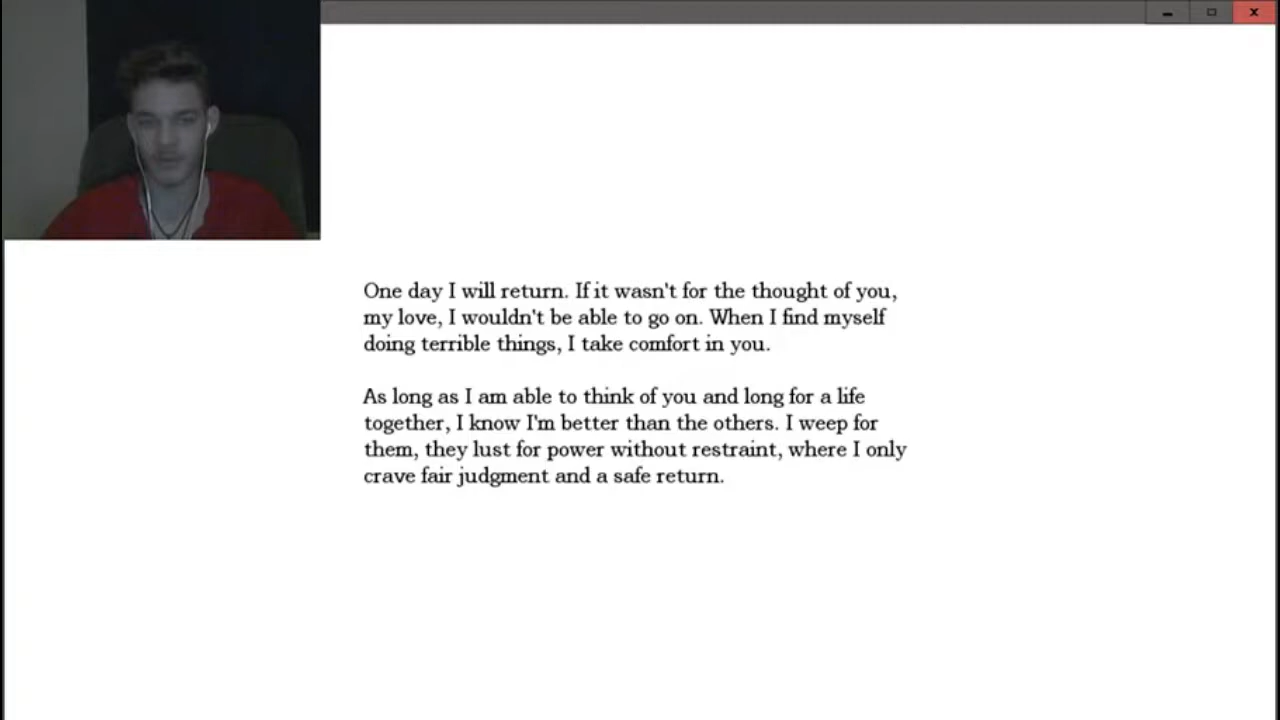 One day I will return. If it wasn't for the thought of you,
my love, I wouldn't be able to go on. When I find myself
doing terrible things, I take comfort in you.
As long as I am able to think of you and long for a life
together, I know I'm better than the others. I weep for
them, they lust for power without restraint, where I only
crave fair judgment and a safe return.